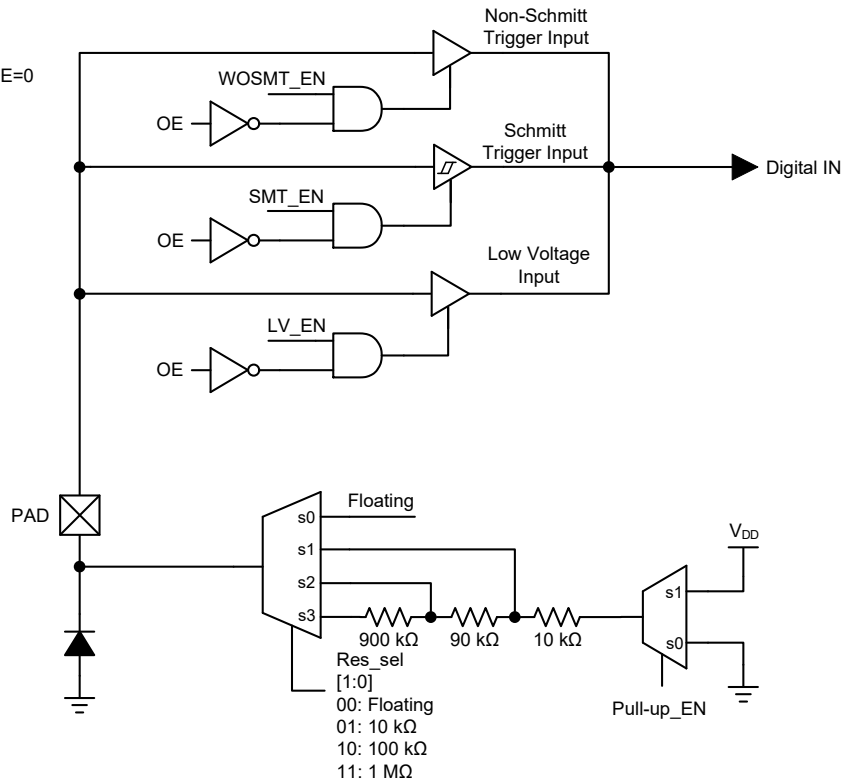 Non-Schmitt
Trigger Input
E=0
WOSMT_EN
OE
Schmitt
Trigger Input
Digital IN
SMT_EN
OE
Low Voltage
Input
LV_EN
OE
PAD
s0
Floating
s1
s2
s3
900 kΩ
90 kΩ
10 kΩ
VDD
s1
s0
Pull-up_EN
Res_sel
[1:0]
00: Floating
01: 10 kΩ
10: 100 kΩ
11: 1 MΩ